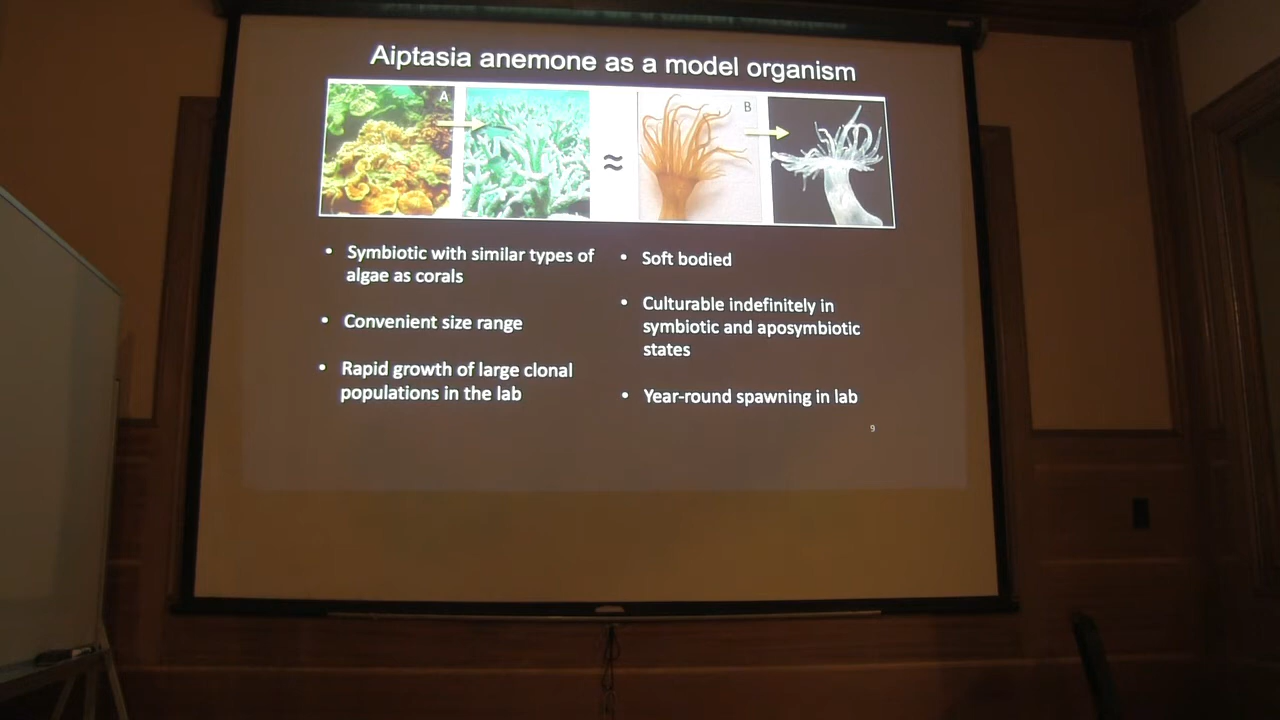 Aiptasia anemone as a model organism
A
≈
B
• Symbiotic with similar types of
algae as corals
• Convenient size range
• Rapid growth of large clonal
populations in the lab
• Soft bodied
• Culturable indefinitely in
symbiotic and aposymbiotic
states
• Year-round spawning in lab
9